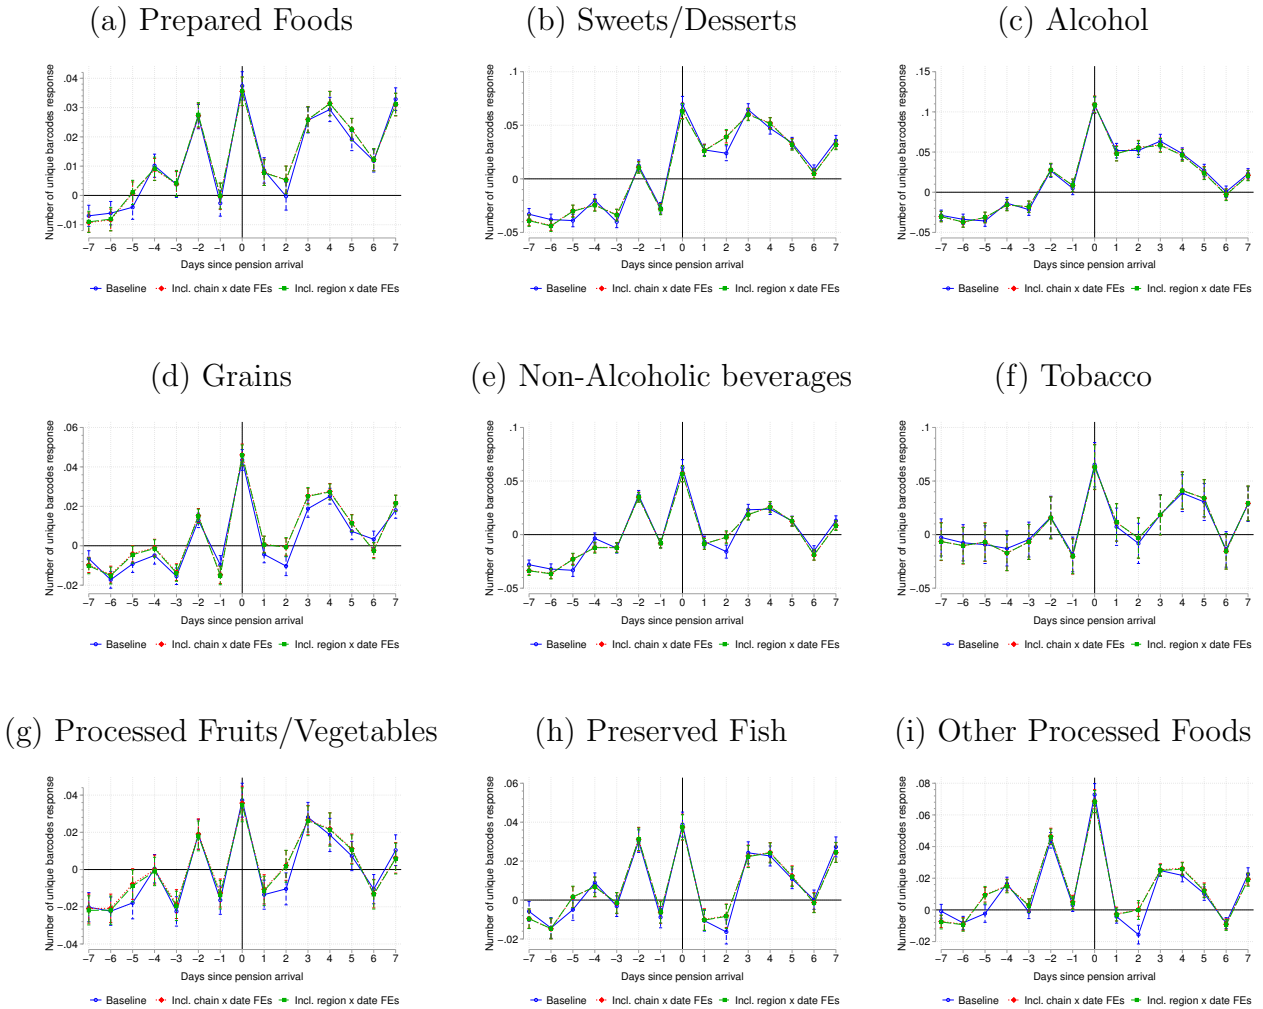 (a) Prepared Foods
(b) Sweets/Desserts
(c) Alcohol
Number of unique barcodes response
.04
.03
.02
.01
0
-.01
-7 -6 -5 -4 -3 -2 -1 0 1 2 3 4 5 6 7
Days since pension arrival
Baseline Incl. chain x date FEs Incl. region x date FEs
Number of unique barcodes response
.1
.05
0
-.05
-7 -6 -5 -4 -3 -2 -1 0 1 2 3 4 5 6 7
Days since pension arrival
Baseline Incl. chain x date FEs Incl. region x date FEs
Number of unique barcodes response
.15
.1
.05
0
-.05
-7 -6 -5 -4 -3 -2 -1 0 1 2 3 4 5 6 7
Days since pension arrival
Baseline Incl. chain x date FEs Incl. region x date FEs
(d) Grains
(e) Non-Alcoholic beverages
(f) Tobacco
Number of unique barcodes response
.06
.04
.02
0
-.02
-7 -6 -5 -4 -3 -2 -1 0 1 2 3 4 5 6 7
Days since pension arrival
Baseline Incl. chain x date FEs Incl. region x date FEs
Number of unique barcodes response
.1
.05
0
-.05
-7 -6 -5 -4 -3 -2 -1 0 1 2 3 4 5 6 7
Days since pension arrival
Baseline Incl. chain x date FEs Incl. region x date FEs
Number of unique barcodes response
.1
.05
0
-.05
-7 -6 -5 -4 -3 -2 -1 0 1 2 3 4 5 6 7
Days since pension arrival
Baseline Incl. chain x date FEs Incl. region x date FEs
(g) Processed Fruits/Vegetables
(h) Preserved Fish
(i) Other Processed Foods
Number of unique barcodes response
.04
.02
0
-.02
-.04
-7 -6 -5 -4 -3 -2 -1 0 1 2 3 4 5 6 7
Days since pension arrival
Baseline Incl. chain x date FEs Incl. region x date FEs
Number of unique barcodes response
.06
.04
.02
0
-.02
-7 -6 -5 -4 -3 -2 -1 0 1 2 3 4 5 6 7
Days since pension arrival
Baseline Incl. chain x date FEs Incl. region x date FEs
Number of unique barcodes response
.08
.06
.04
.02
0
-.02
-7 -6 -5 -4 -3 -2 -1 0 1 2 3 4 5 6 7
Days since pension arrival
Baseline Incl. chain x date FEs Incl. region x date FEs